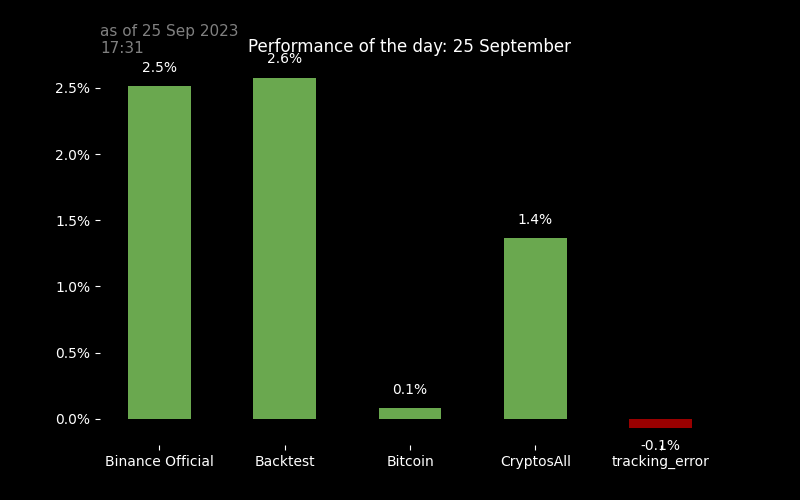 as of 25 Sep 2023
17:31
Performance of the day: 25 September
2.5%
2.6%
0.1%
1.4%
-0.1%
2.5%
2.0%
1.5%
1.0%
0.5%
0.0%
Binance Official
Backtest
Bitcoin
CryptosAll
tracking_error